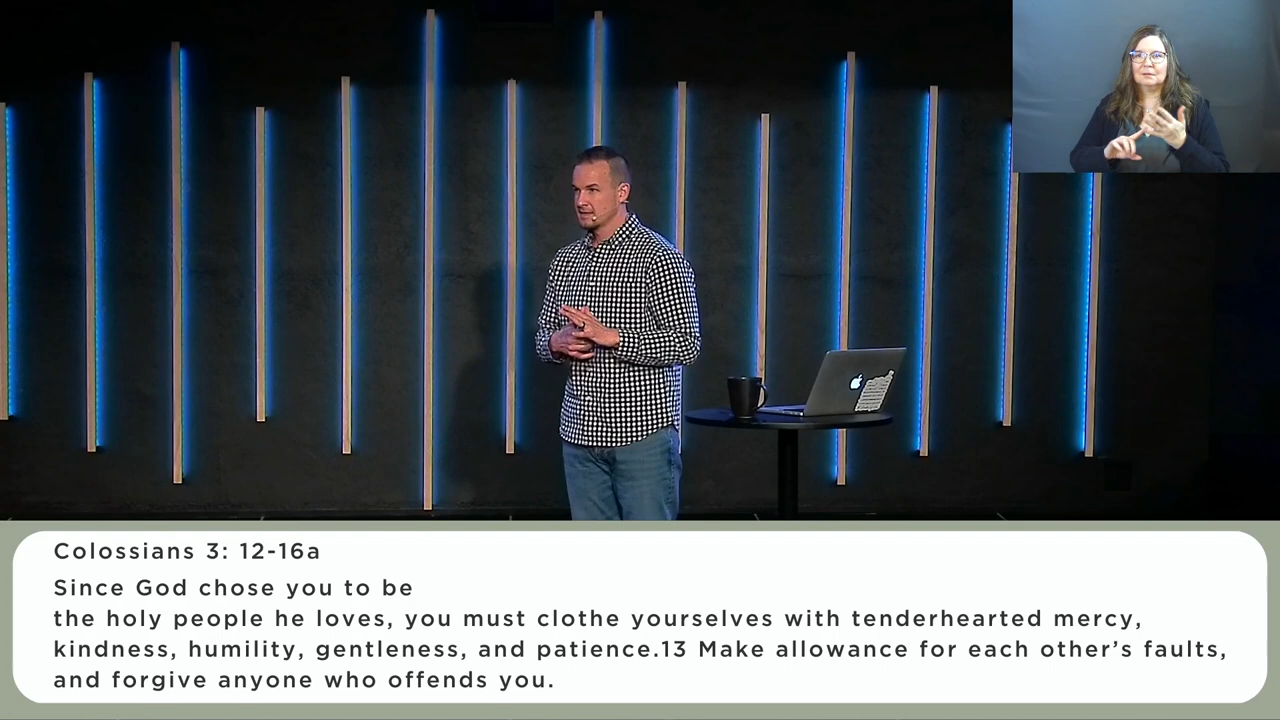 Colossians 3: 12-16a
Since God chose you to be
the holy people he loves, you must clothe yourselves with tenderhearted mercy,
kindness, humility, gentleness, and patience.13 Make allowance for each other’s faults,
and forgive anyone who offends you.